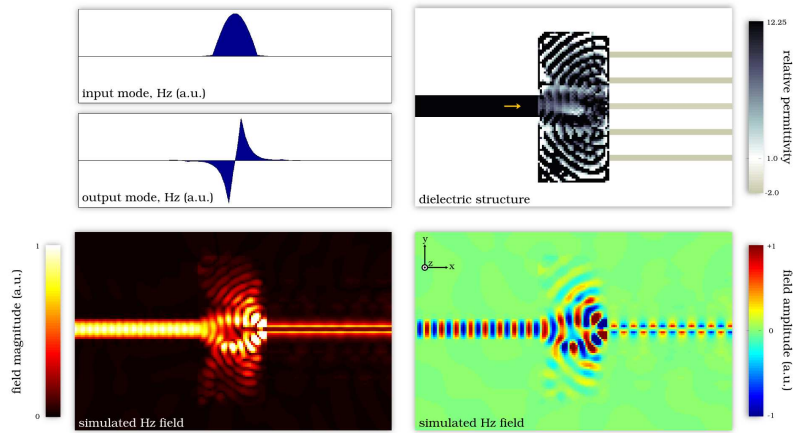 input mode, Hz (a.u.)
output mode, Hz (a.u.)
dielectric structure
12.25
1.0
-2.0
relative permittivity
field magnitude (a.u.)
1
0
simulated Hz field
y
z
x
simulated Hz field
+1
0
-1
field amplitude (a.u.)